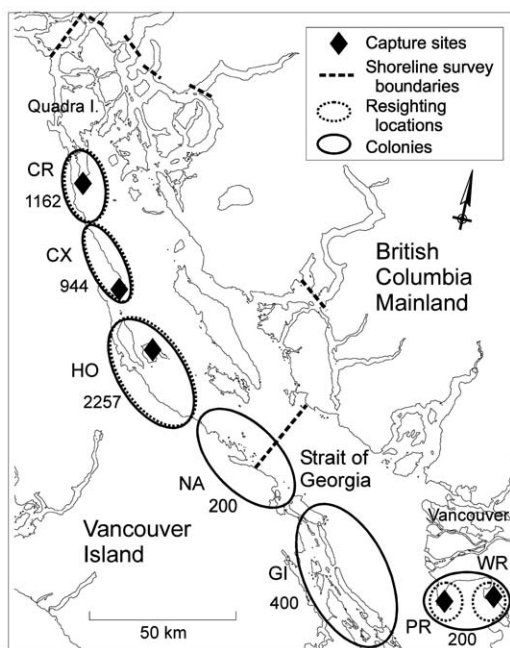 Capture sites
Shoreline survey
boundaries
Resighting
locations
Colonies
Quadra I.
CR
1162
CX
944
HO
2257
NA
200
GI
400
British
Columbia
Mainland
Strait of
Georgia
Vancouver
Island
Vancouver
WR
PR
200
50 km